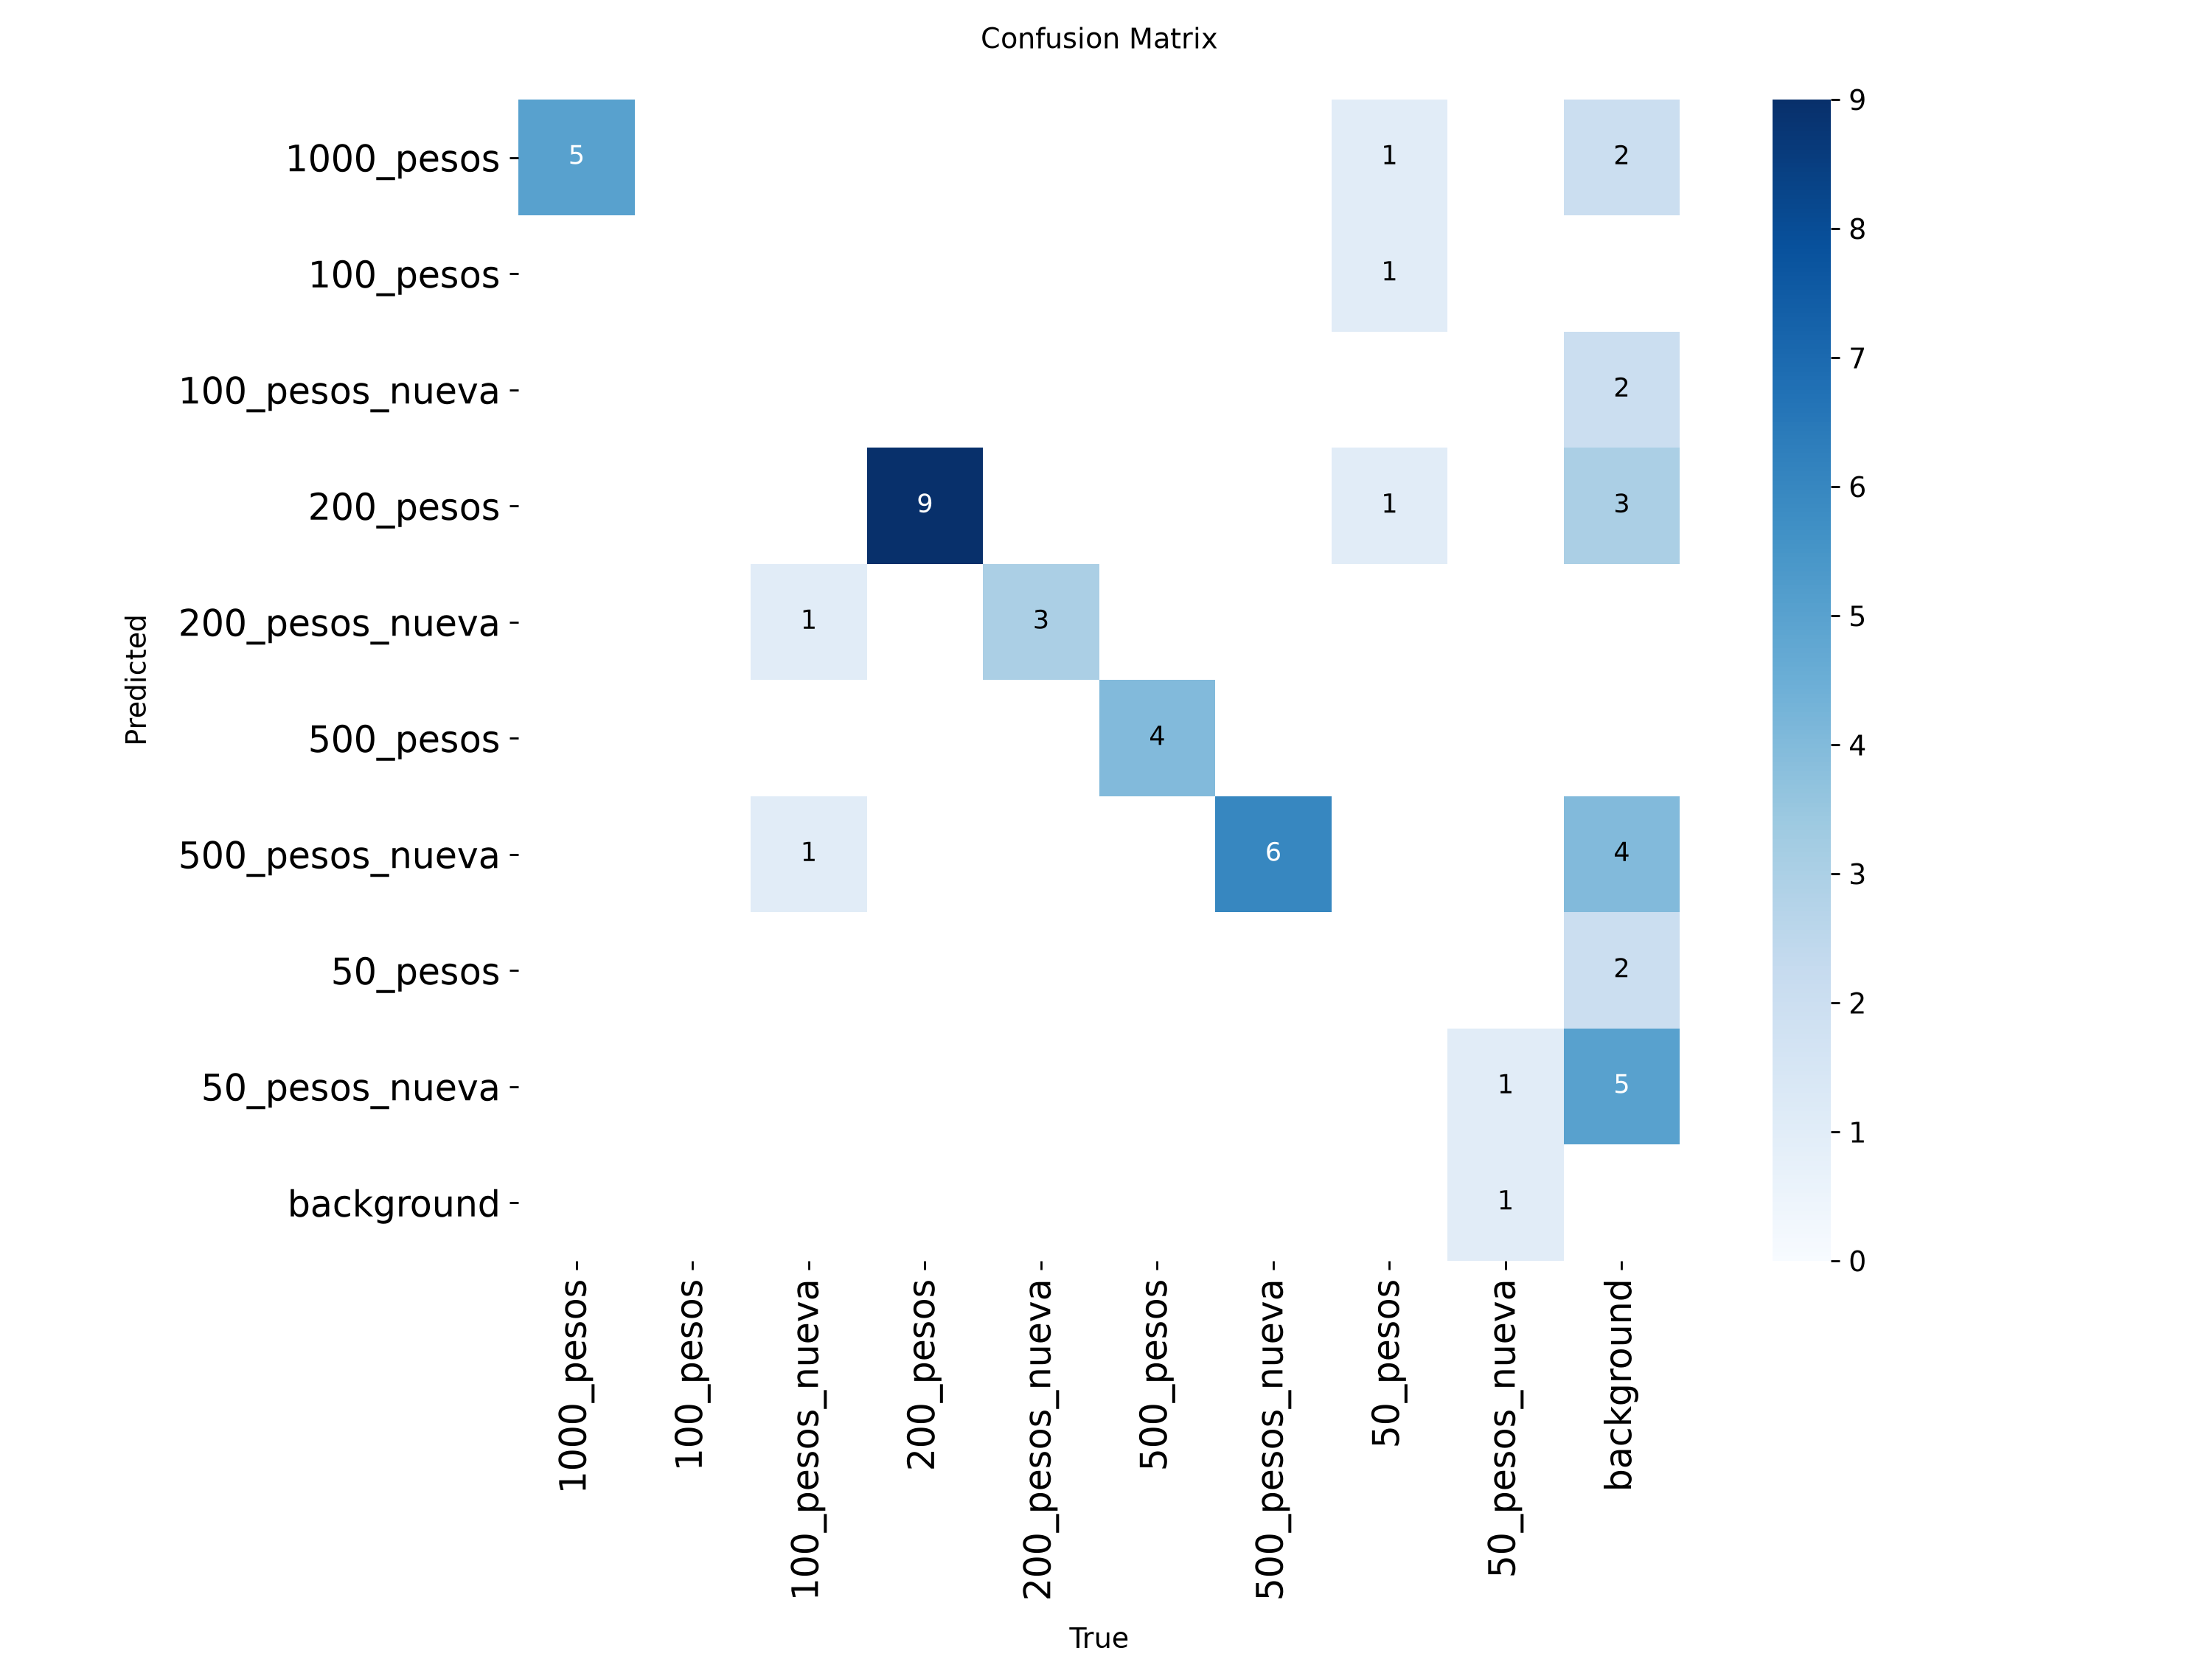 Confusion Matrix
1000_pesos
5
1
2
100_pesos
1
100_pesos_nueva
2
200_pesos
9
1
3
200_pesos_nueva
1
3
500_pesos
4
500_pesos_nueva
1
6
4
50_pesos
2
50_pesos_nueva
1
5
background
1
Predicted
1000_pesos
100_pesos
100_pesos_nueva
200_pesos
200_pesos_nueva
500_pesos
500_pesos_nueva
50_pesos
50_pesos_nueva
background
True
9
8
7
6
5
4
3
2
1
0